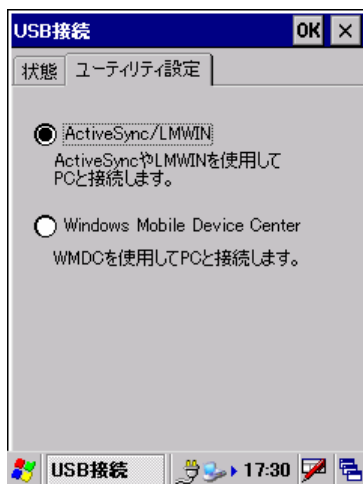 USB接続 OK ×
状態 ユーティリティ設定
ActiveSync/LMWIN
ActiveSyncやLMWINを使用して
PCと接続します。
Windows Mobile Device Center
WMDCを使用してPCと接続します。
USB接続 17:30